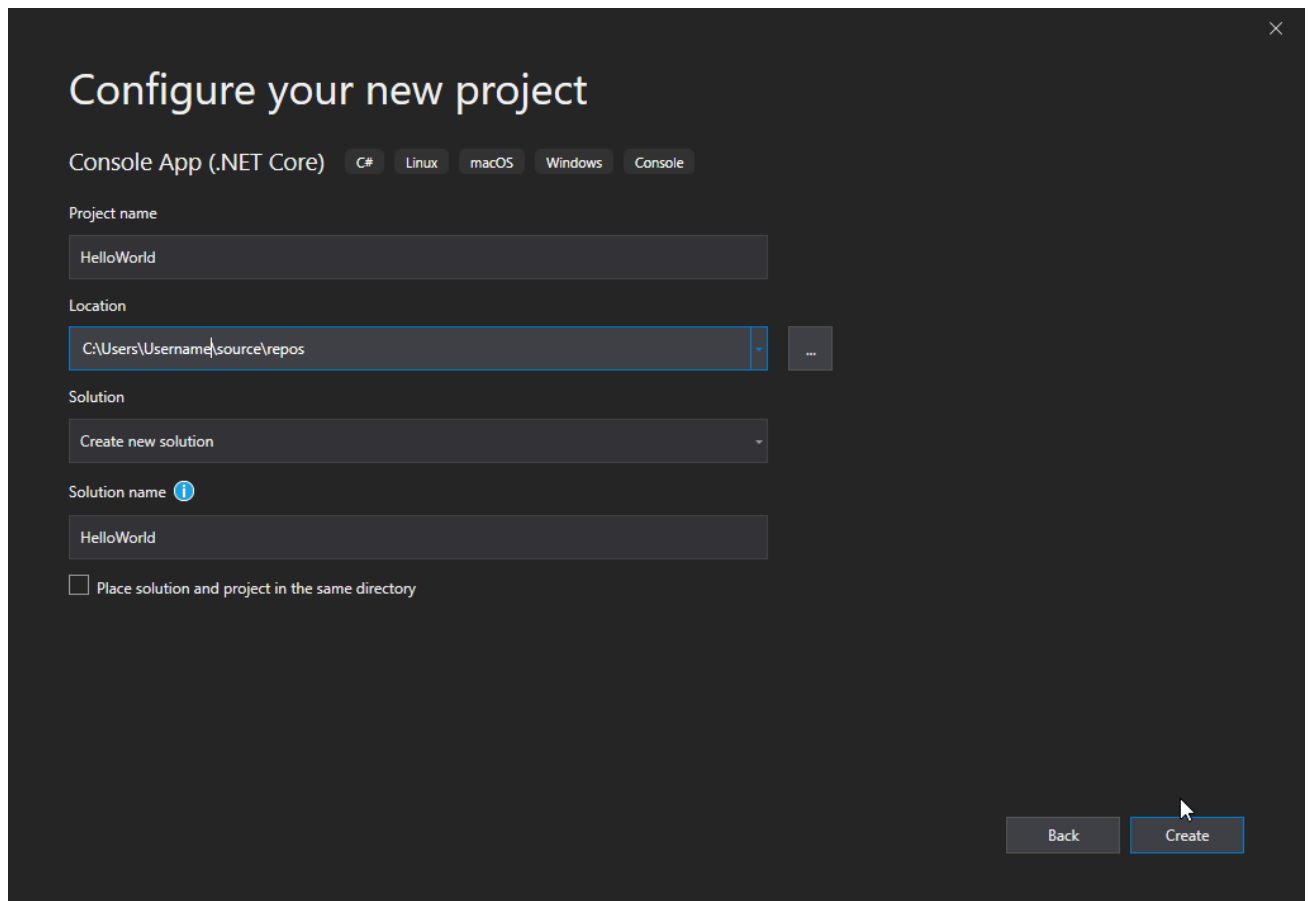 Configure your new project
Console App (.NET Core) C# Linux macOS Windows Console
Project name
HelloWorld
Location
C:\Users\Username\source\repos
...
Solution
Create new solution
Solution name
HelloWorld
Place solution and project in the same directory
Back Create